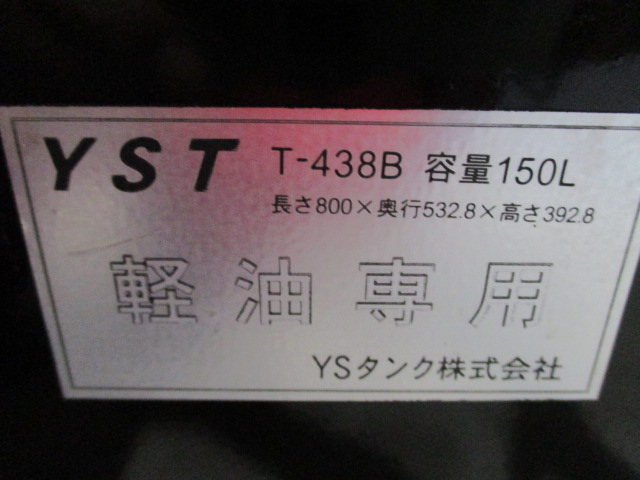 YST T-438B 容量150L
長さ800×奥行532.8×高さ392.8
軽油専用
YSタンク株式会社